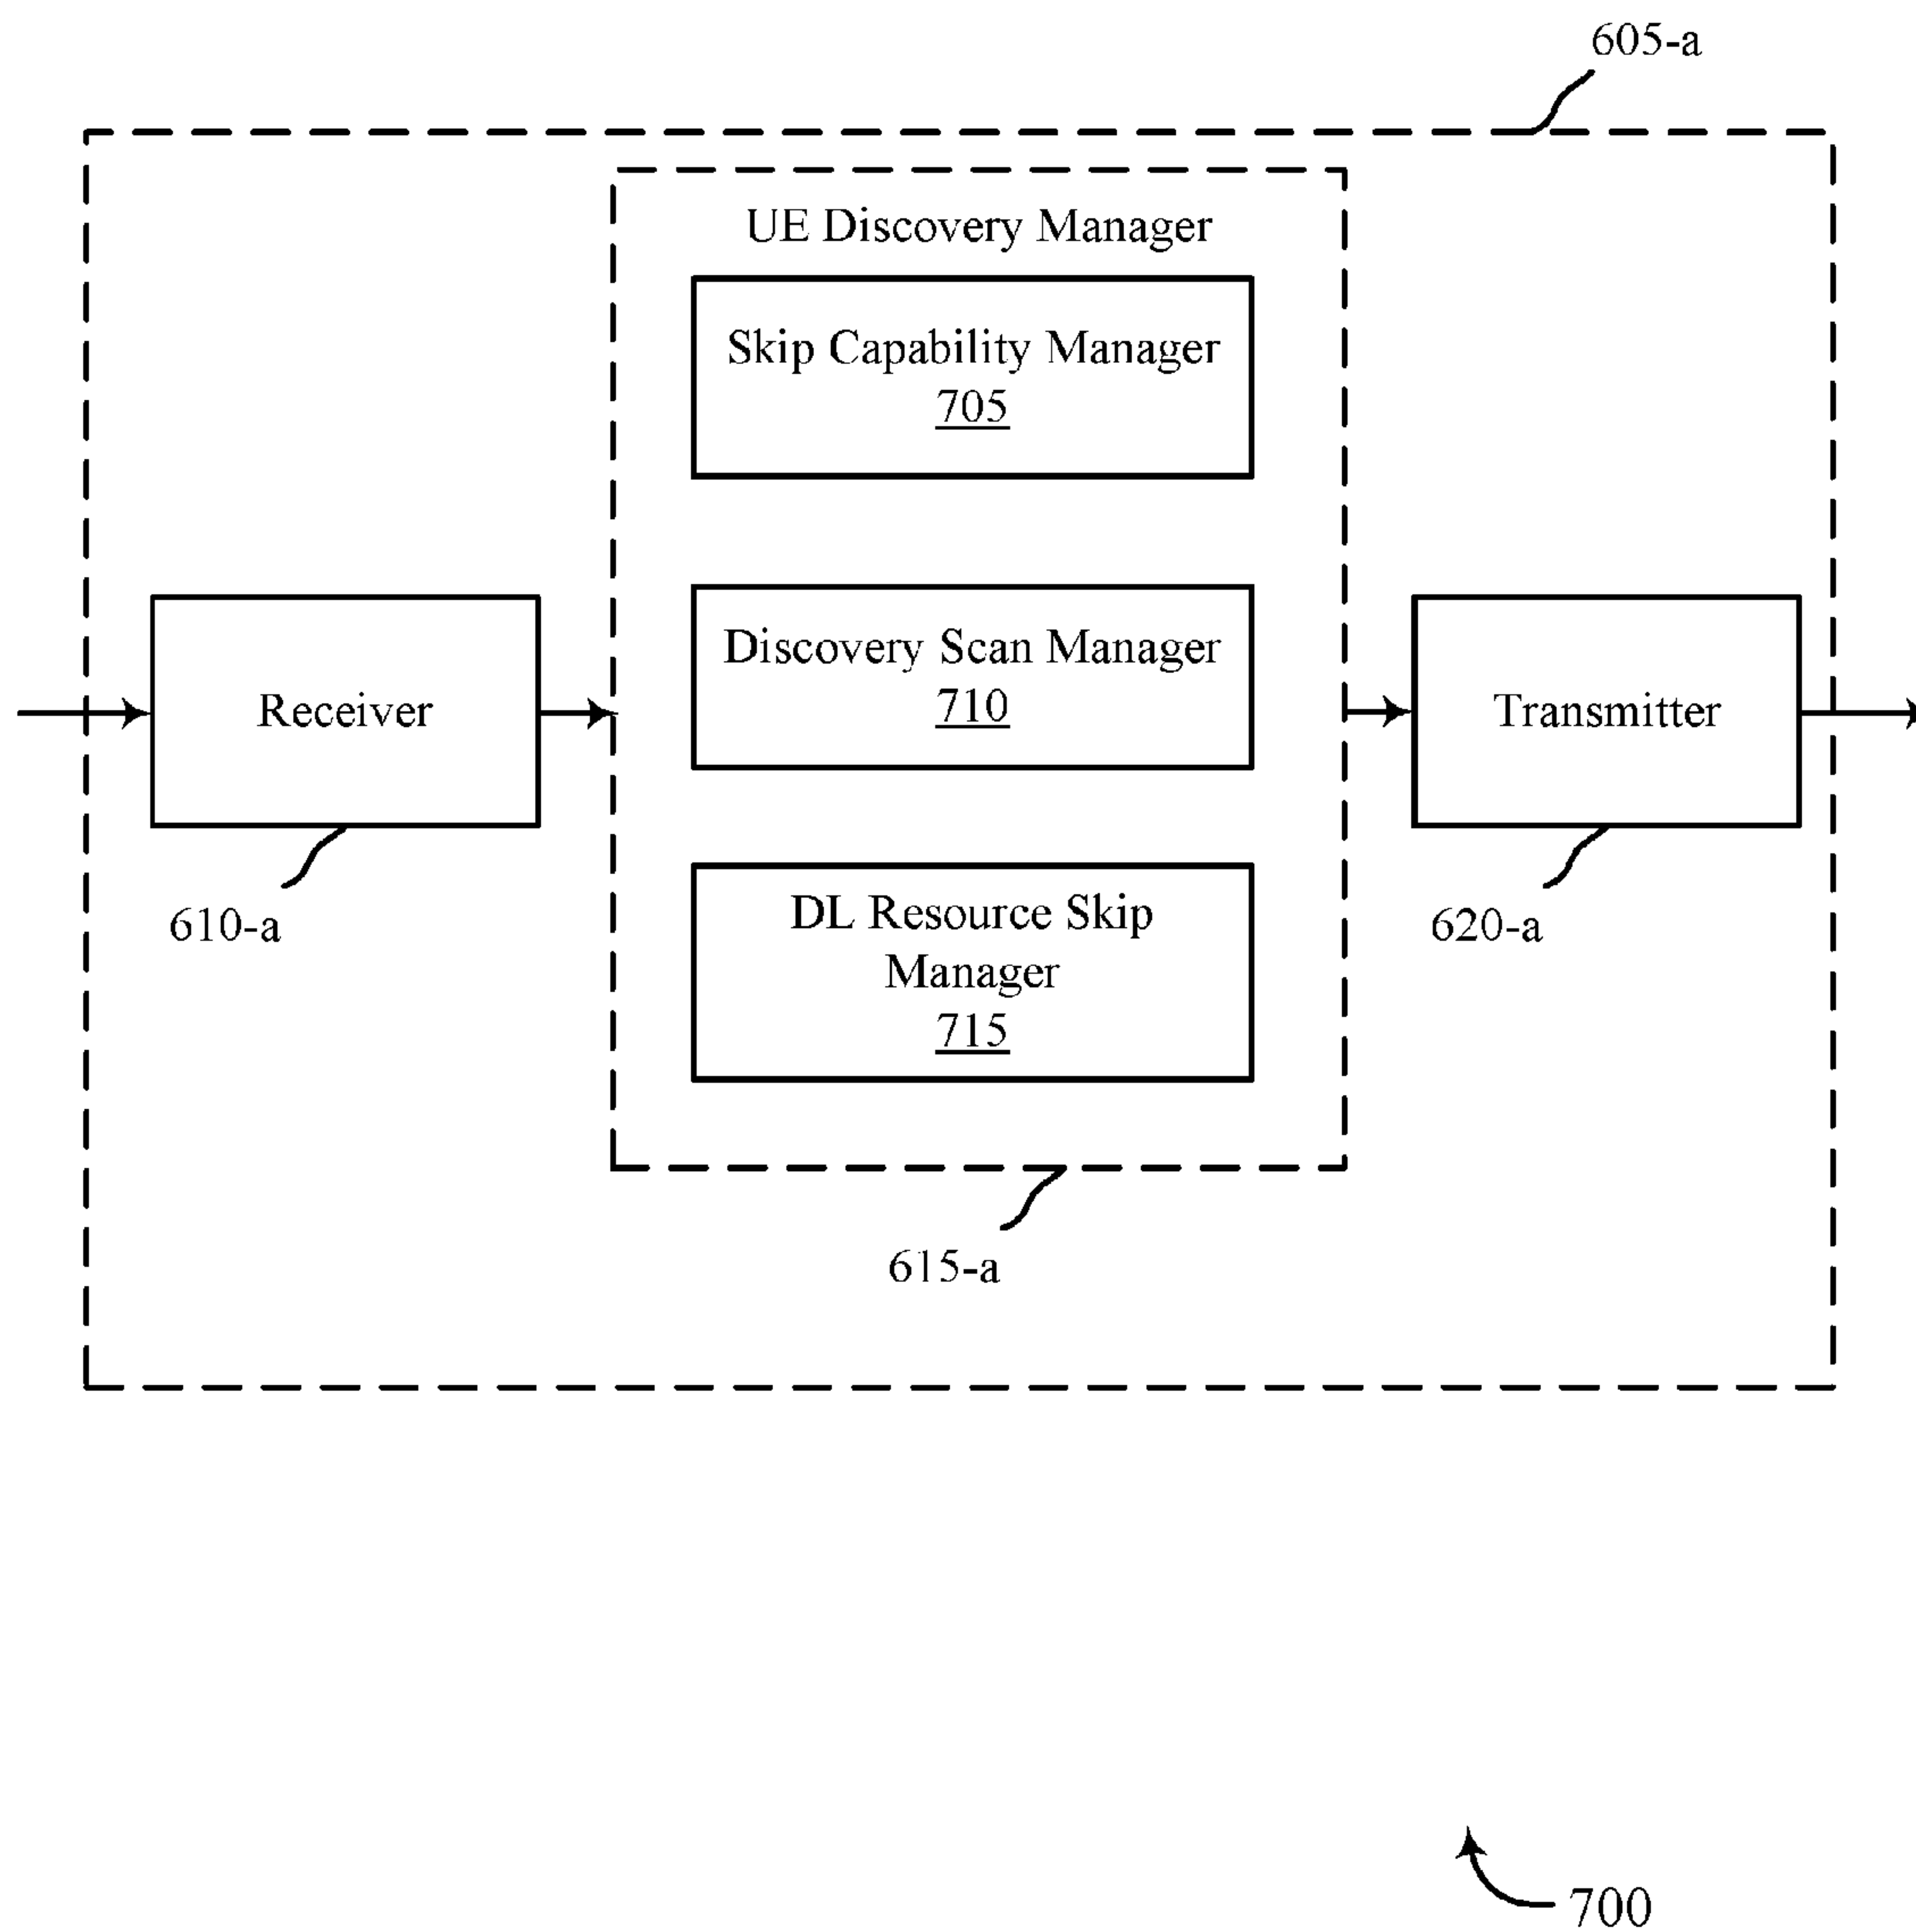 605-a
UE Discovery Manager
Skip Capability Manager
705
Discovery Scan Manager
710
Receiver
Transmitter
DL Resource Skip
Manager
715
610-a
620-a
615-a
700